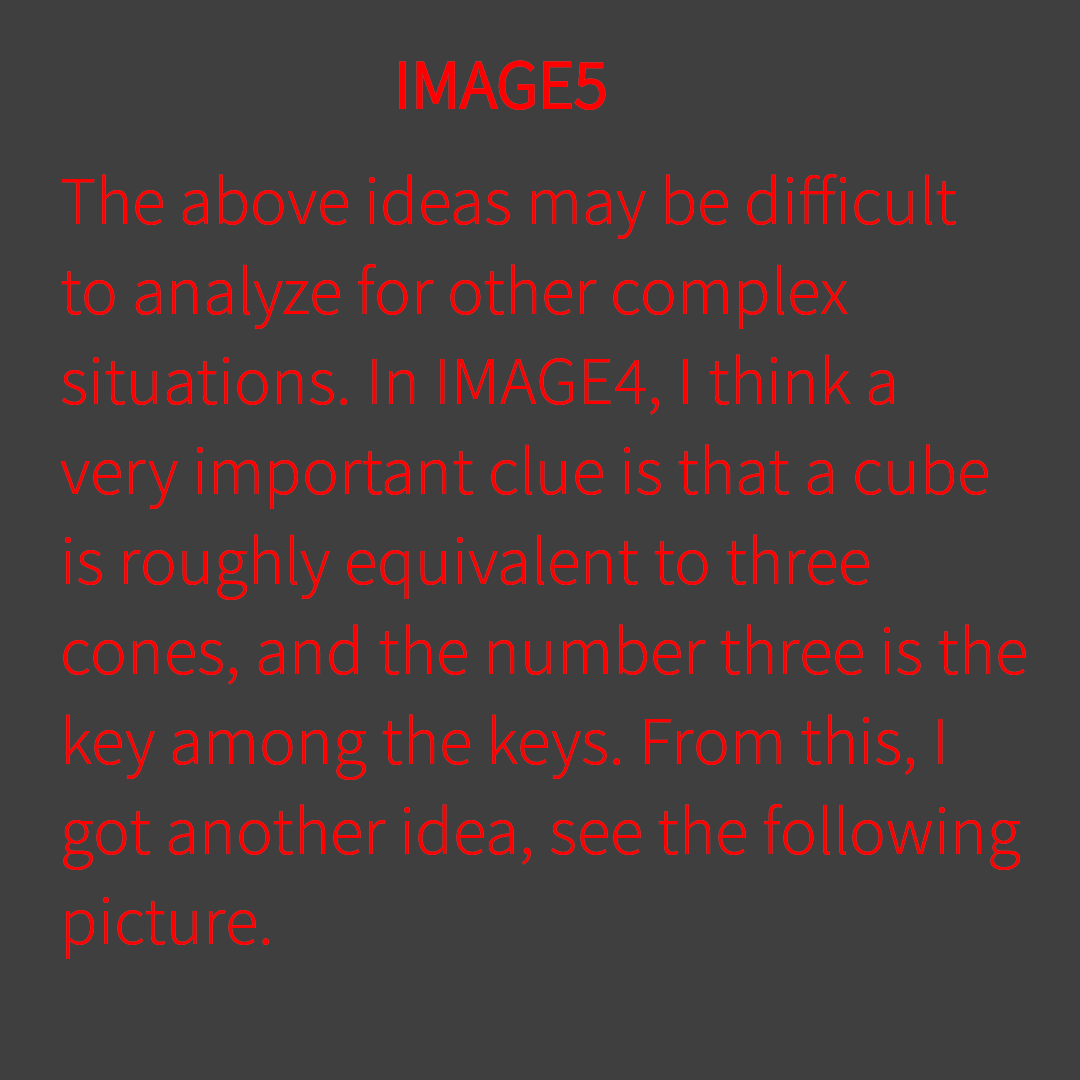 IMAGE5
The above ideas may be difficult
to analyze for other complex
situations. In IMAGE4, I think a
very important clue is that a cube
is roughly equivalent to three
cones, and the number three is the
key among the keys. From this, I
got another idea, see the following
picture.